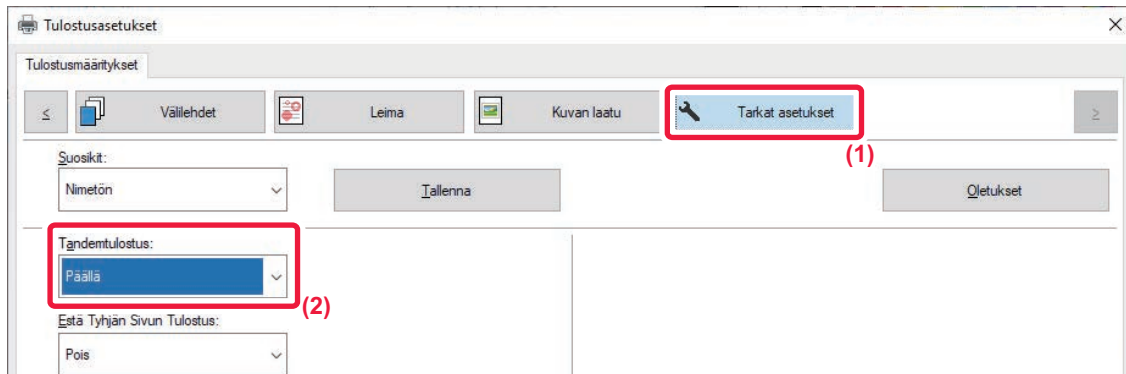 Tulostusasetukset
Tulostusmääritykset
< Välilehdet Leima Kuvan laatu Tarkat asetukset >
(1)
Suosikit:
Nimetön Tallenna Oletukset
Tandemtulostus:
Päällä
(2)
Estä Tyhjän Sivun Tulostus:
Pois